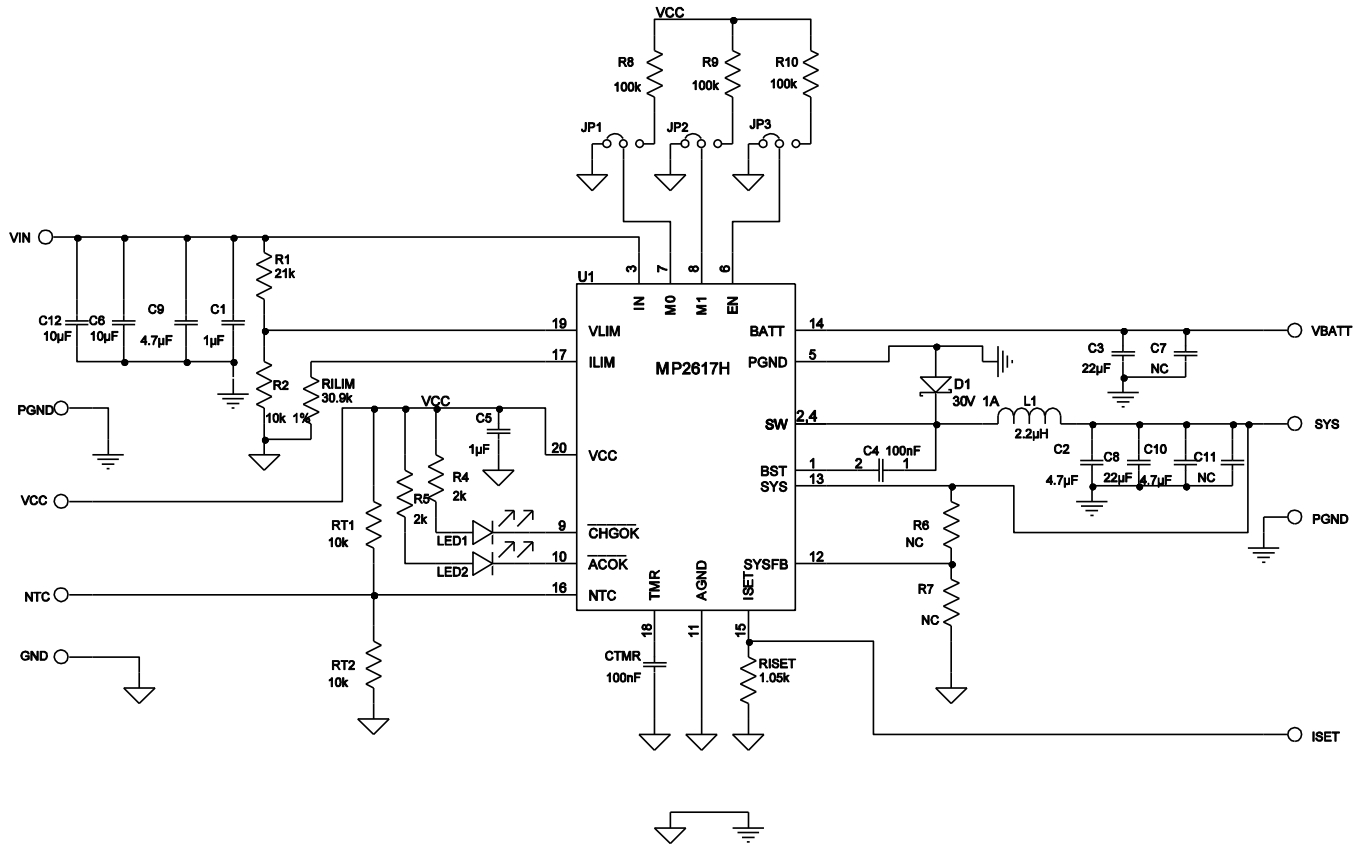 VCC
R8
100k
R9
100k
R10
100k
JP1
JP2
JP3
VIN
C12
10µF
C6
10µF
C9
4.7µF
C1
1µF
R1
21k
R2
10k 1%
RILIM
30.9k
PGND
VCC
VCC
C5
1µF
R4
2k
R5
2k
LED1
LED2
RT1
10k
NTC
GND
RT2
10k
U1
MP2617H
3
7
8
6
IN
M0
M1
EN
19
VLIM
17
ILIM
20
VCC
9
CHGOK
10
ACOK
16
NTC
BATT
14
PGND
5
SW
2,4
BST
1
SYS
13
SYSFB
12
TMR
AGND
ISET
18
11
15
CTMR
100nF
RISET
1.05k
C4 100nF
2
1
D1
30V 1A
L1
2.2µH
C3
22µF
C7
NC
VBATT
SYS
C2
4.7µF
C8
22µF
C10
4.7µF
C11
NC
PGND
R6
NC
R7
NC
ISET